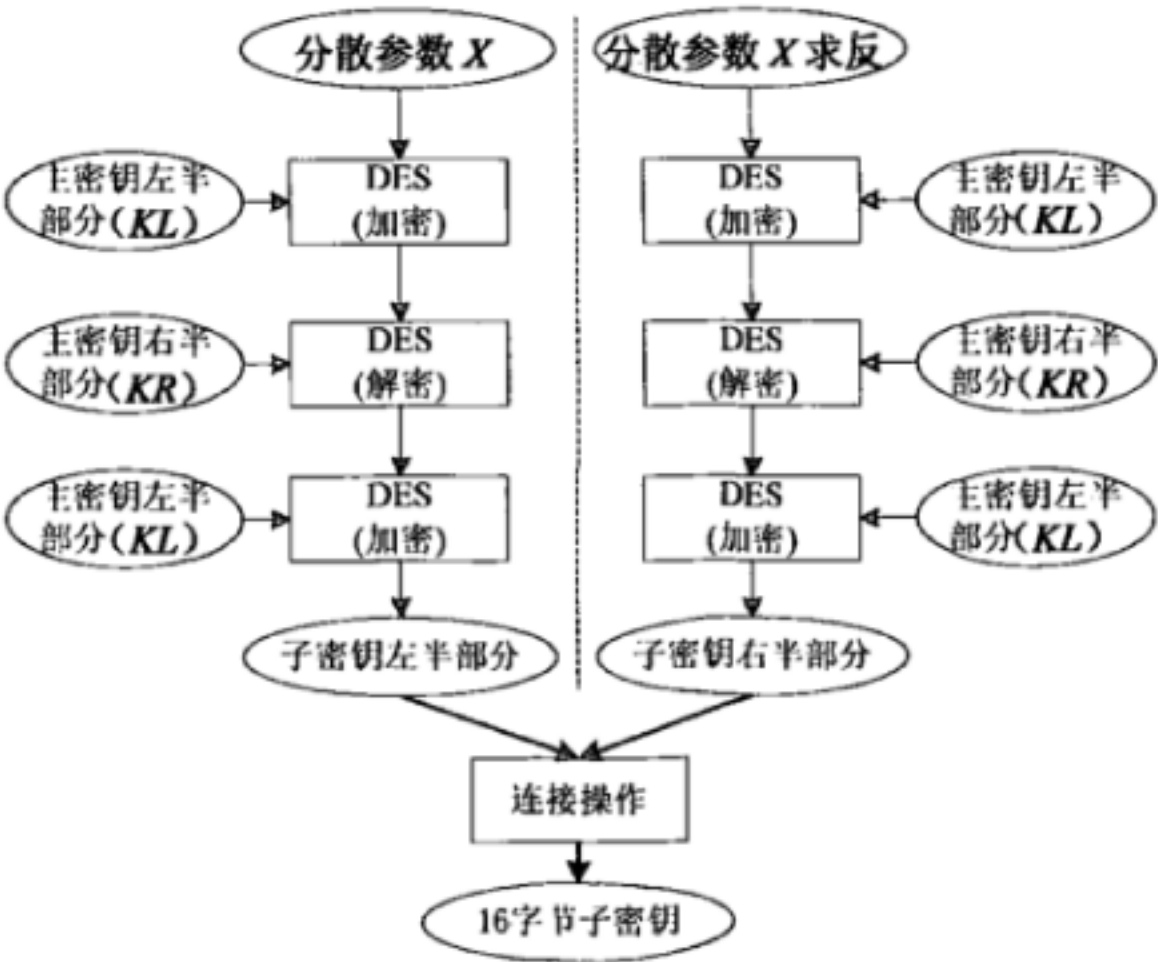 分散参数 X
分散参数 X 求反
主密钥左半
部分(KL)
DES
(加密)
DES
(加密)
主密钥左半
部分(KL)
主密钥右半
部分(KR)
DES
(解密)
DES
(解密)
主密钥右半
部分(KR)
主密钥左半
部分(KL)
DES
(加密)
DES
(加密)
主密钥左半
部分(KL)
子密钥左半部分
子密钥右半部分
连接操作
16字节子密钥